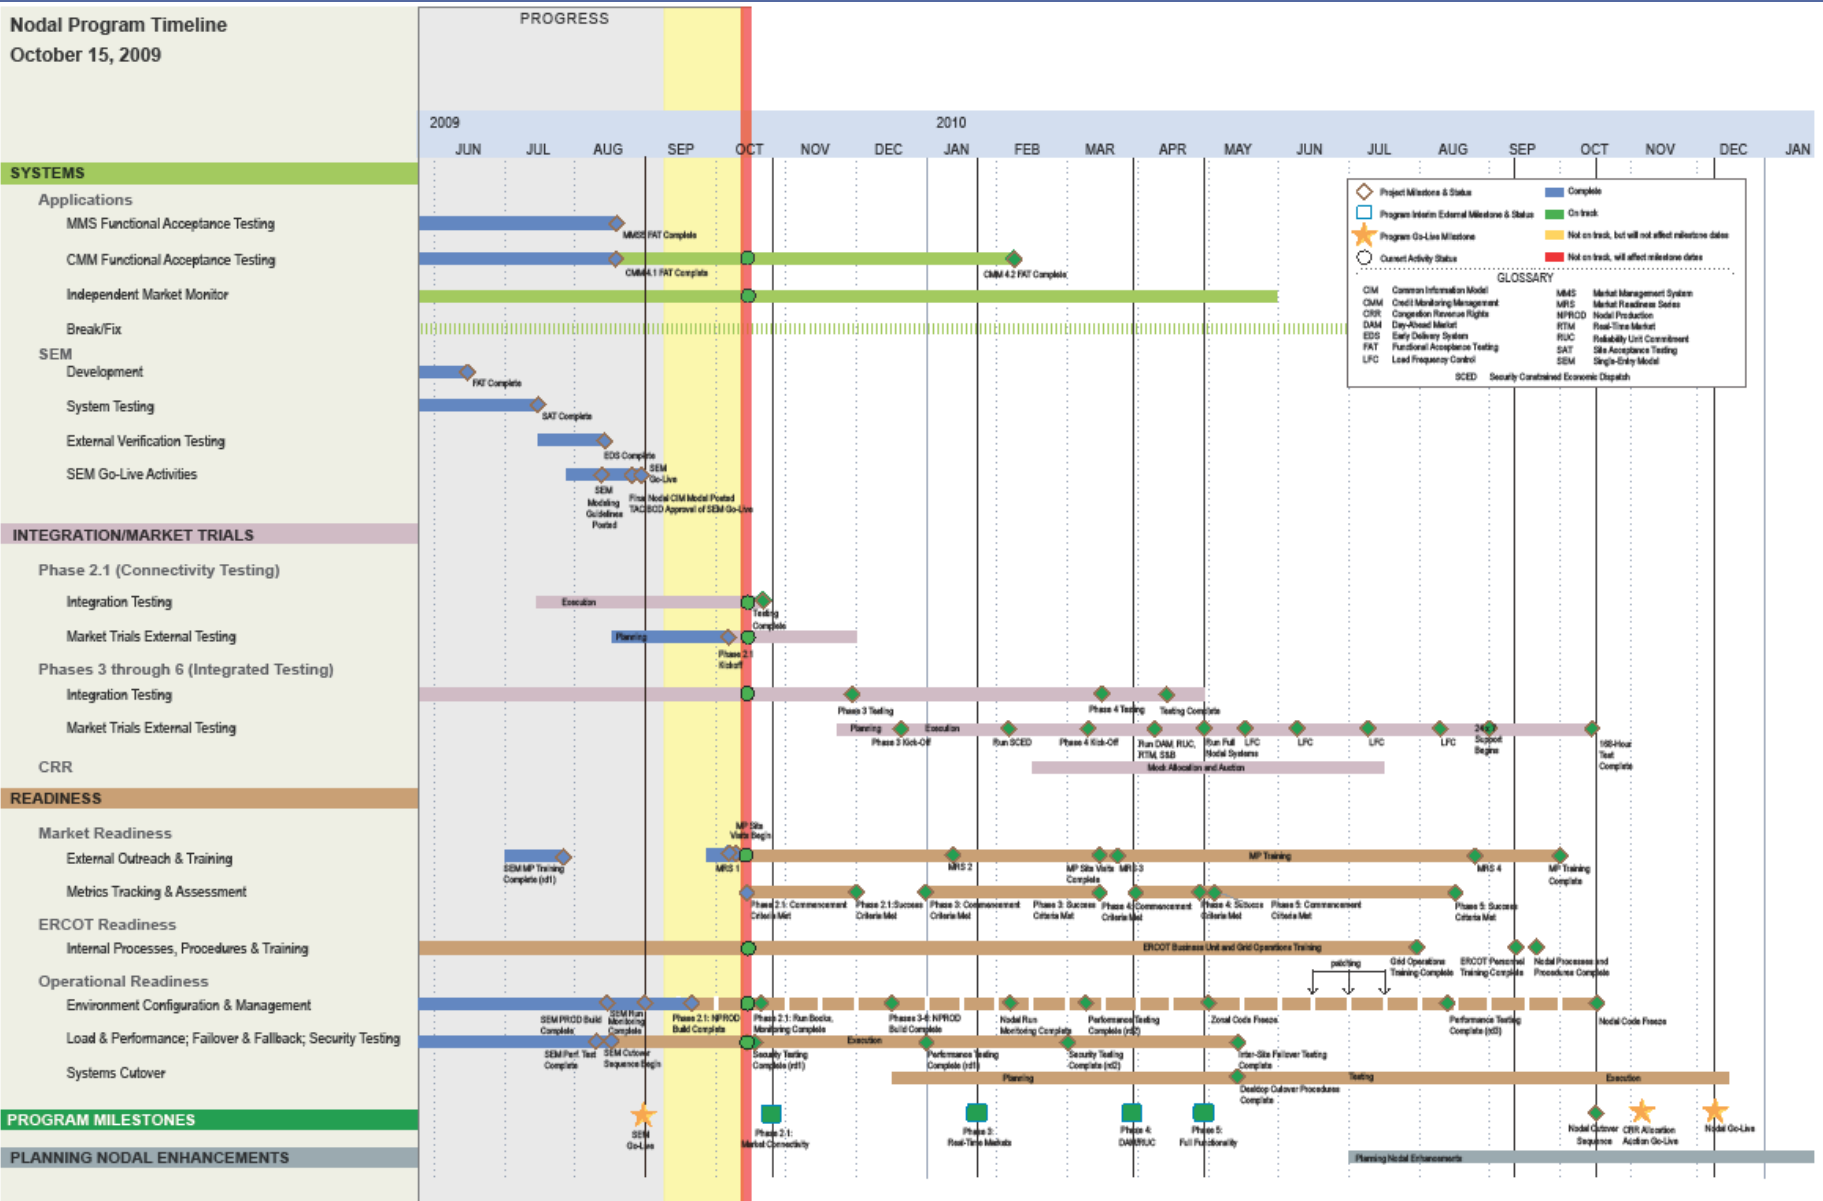 Nodal Program Timeline
October 15, 2009
PROGRESS
2009
2010
JUN JUL AUG SEP OCT NOV DEC JAN FEB MAR APR MAY JUN JUL AUG SEP OCT NOV DEC JAN
Project Milestone & Status
Complete
Program Interim External Milestone & Status
On track
Program Go-Live Milestone
Not on track, but will not affect milestone dates
Current Activity Status
Not on track, will affect milestone dates
GLOSSARY
CIM Common Information Model
CMM Credit Monitoring Management
CRR Congestion Revenue Rights
DAM Day-Ahead Market
EDS Early Delivery System
FAT Functional Acceptance Testing
LFC Load Frequency Control
MMS Market Management System
MRS Market Readiness Series
NPROD Nodal Production
RTM Real-Time Market
RUC Reliability Unit Commitment
SAT Site Acceptance Testing
SEM Single-Entry Model
SCED Security Constrained Economic Dispatch
SYSTEMS
Applications
MMS Functional Acceptance Testing
MMS5 FAT Complete
CMM Functional Acceptance Testing
CMM4.1 FAT Complete
CMM 4.2 FAT Complete
Independent Market Monitor
Break/Fix
SEM
Development
FAT Complete
System Testing
SAT Complete
External Verification Testing
EDS Complete
SEM Go-Live Activities
SEM
Go-Live
SEM
Modeling
Guidelines
Posted
Final Nodal CIM Model Posted
TAC/BOD Approval of SEM Go-Live
INTEGRATION/MARKET TRIALS
Phase 2.1 (Connectivity Testing)
Integration Testing
Execution
Testing
Complete
Market Trials External Testing
Planning
Phase 2.1
Kickoff
Phases 3 through 6 (Integrated Testing)
Integration Testing
Phase 3 Testing
Phase 4 Testing
Testing Complete
Market Trials External Testing
Planning
Execution
Phase 3 Kick-Off
Run SCED
Phase 4 Kick-Off
Run DAM, RUC,
RTM, S&B
Run Full
Nodal Systems
LFC
LFC
LFC
LFC
24x7
Support
Begins
168-Hour
Test
Complete
CRR
Mock Allocation and Auction
READINESS
Market Readiness
MP Site
Visits Begin
External Outreach & Training
SEM MP Training
Complete (rd1)
MRS 1
MRS 2
MP Site Visits
Complete
MRS 3
MP Training
MRS 4
MP Training
Complete
Metrics Tracking & Assessment
Phase 2.1: Commencement
Criteria Met
Phase 2.1: Success
Criteria Met
Phase 3: Commencement
Criteria Met
Phase 3: Success
Criteria Met
Phase 4: Commencement
Criteria Met
Phase 4: Success
Criteria Met
Phase 5: Commencement
Criteria Met
Phase 5: Success
Criteria Met
ERCOT Readiness
Internal Processes, Procedures & Training
ERCOT Business Unit and Grid Operations Training
Grid Operations
Training Complete
ERCOT Personnel
Training Complete
Nodal Processes and
Procedures Complete
patching
Operational Readiness
Environment Configuration & Management
SEM PROD Build
Complete
SEM Run
Monitoring
Complete
Phase 2.1: NPROD
Build Complete
Phase 2.1: Run Books,
Monitoring Complete
Phases 3-6: NPROD
Build Complete
Nodal Run
Monitoring Complete
Performance Testing
Complete (rd2)
Zonal Code Freeze
Performance Testing
Complete (rd3)
Nodal Code Freeze
Load & Performance; Failover & Fallback; Security Testing
SEM Perf. Test
Complete
SEM Cutover
Sequence Begin
Security Testing
Complete (rd1)
Execution
Performance Testing
Complete (rd1)
Security Testing
Complete (rd2)
Inter-Site Failover Testing
Complete
Systems Cutover
Planning
Desktop Cutover Procedures
Complete
Testing
Execution
PROGRAM MILESTONES
SEM
Go-Live
Phase 2.1:
Market Connectivity
Phase 3:
Real-Time Markets
Phase 4:
DAM/RUC
Phase 5:
Full Functionality
Nodal Cutover
Sequence
CRR Allocation
Auction Go-Live
Nodal Go-Live
PLANNING NODAL ENHANCEMENTS
Planning Nodal Enhancements